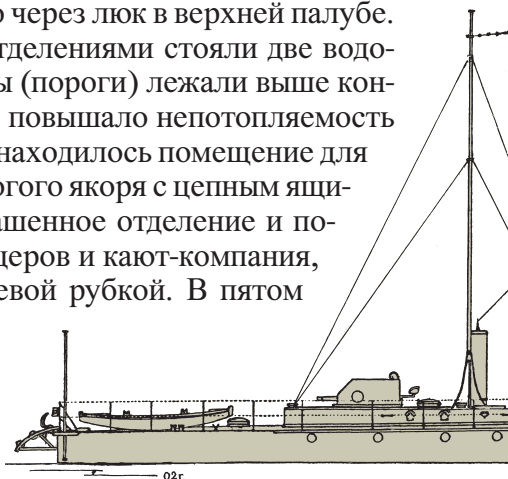 о через люк в верхней палубе.
тделениями стояли две водо-
ы (пороги) лежали выше кон-
повышало непотопляемость
находилось помещение для
ого якоря с цепным ящи-
ашенное отделение и по-
церов и кают-компания,
евой рубкой. В пятом